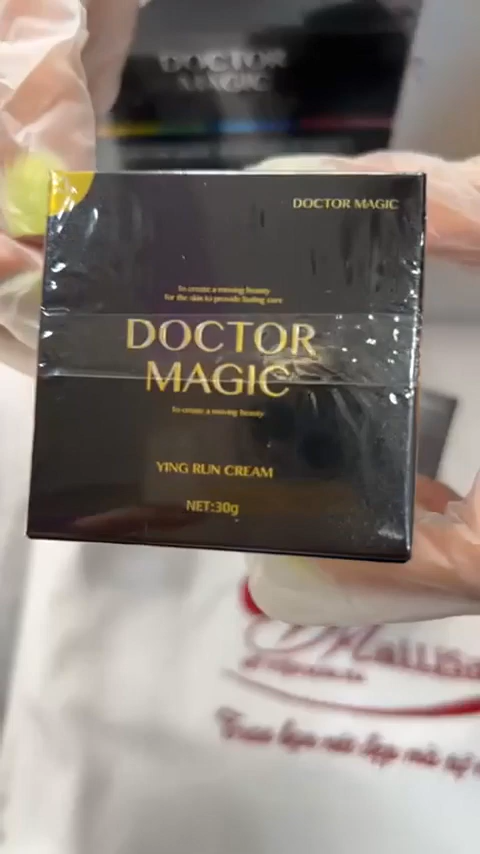 DOCTOR
MAGIC
DOCTOR MAGIC
To create a moving beauty
for the skin to provide lasting care
DOCTOR
MAGIC
To create a moving beauty
YING RUN CREAM
NET:30g